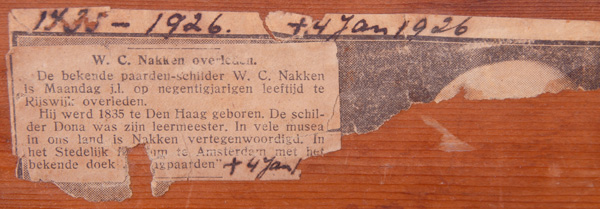 1835 - 1926. + 4 Jan 1926
W. C. Nakken overleden.
De bekende paarden-schilder W. C. Nakken
is Maandag j.l. op negentigjarigen leeftijd te
Rijswijk overleden.
Hij werd 1835 te Den Haag geboren. De schil-
der Dona was zijn leermeester. In vele musea
in ons land is Nakken vertegenwoordigd. In
het Stedelijk te Amsterdam met het
bekende doek gpaarden" + 4 Jan